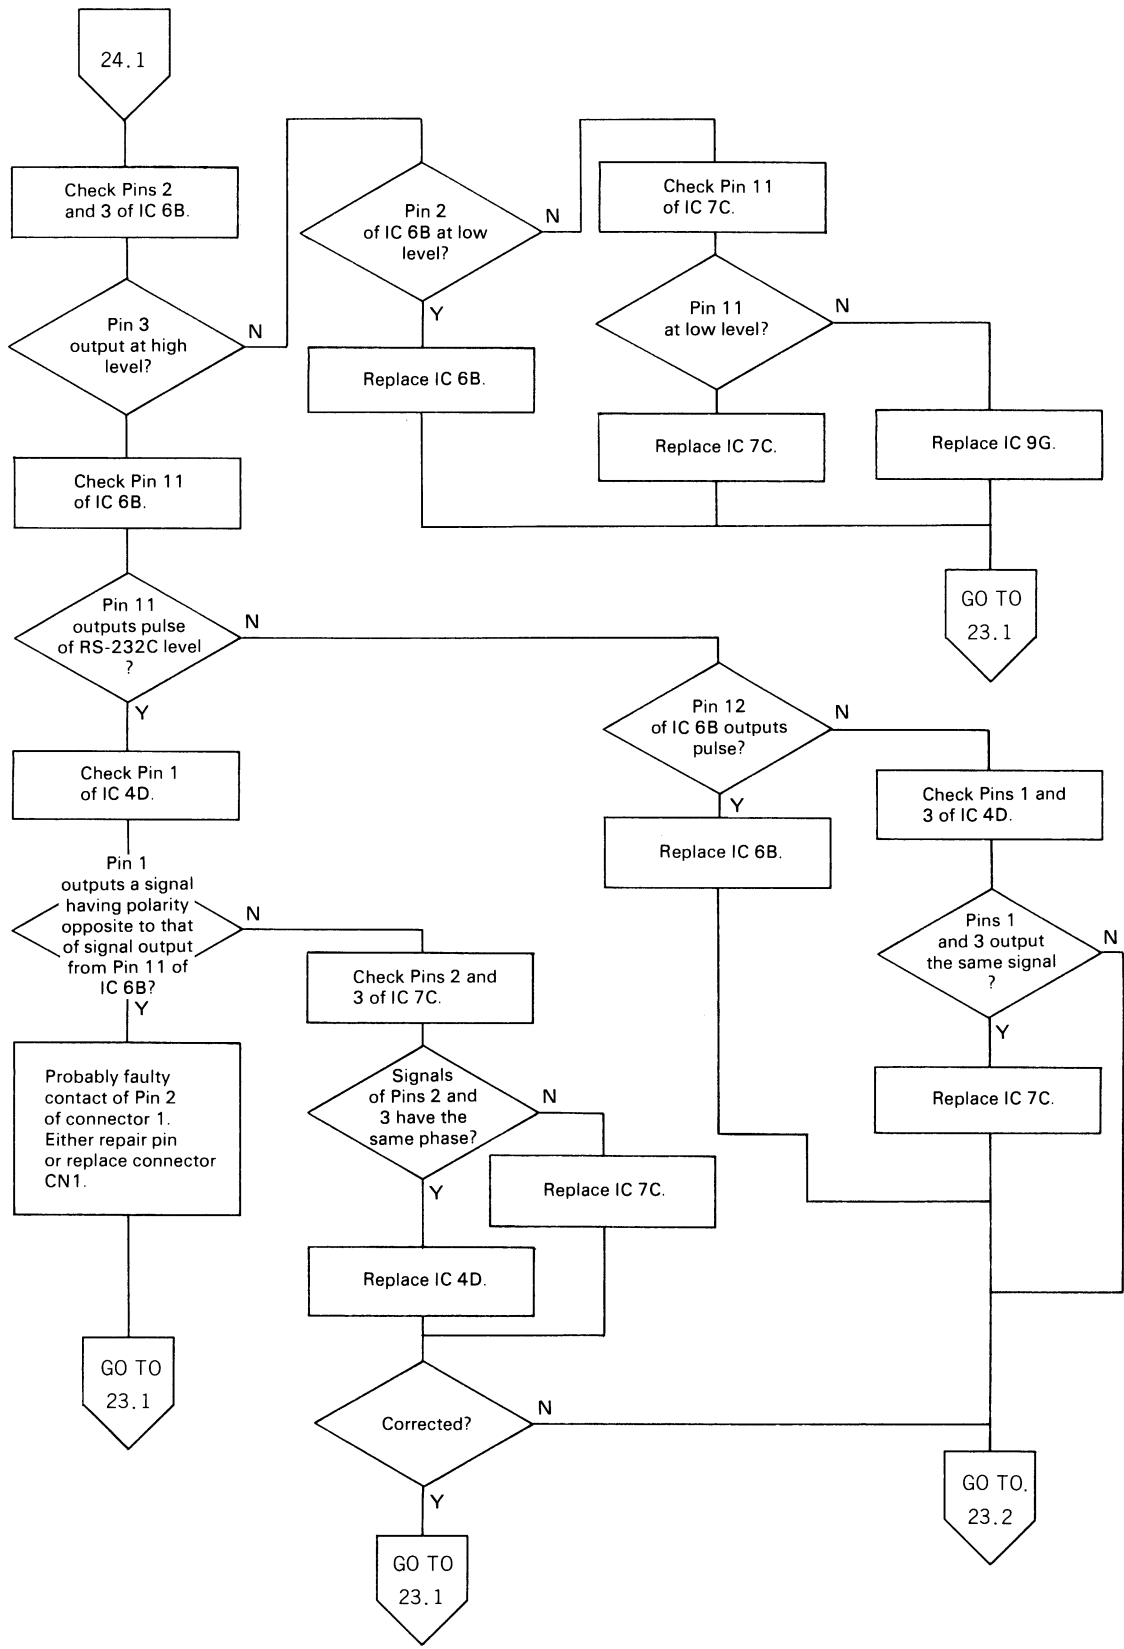 24.1
Check Pins 2
and 3 of IC 6B.
Pin 3
output at high
level?
N
Pin 2
of IC 6B at low
level?
N
Y
Replace IC 6B.
Check Pin 11
of IC 7C.
Pin 11
at low level?
N
Replace IC 7C.
Replace IC 9G.
GO TO
23.1
Check Pin 11
of IC 6B.
Pin 11
outputs pulse
of RS-232C level
?
N
Y
Pin 12
of IC 6B outputs
pulse?
N
Y
Replace IC 6B.
Check Pins 1 and
3 of IC 4D.
Pins 1
and 3 output
the same signal
?
N
Y
Replace IC 7C.
Check Pin 1
of IC 4D.
Pin 1
outputs a signal
having polarity
opposite to that
of signal output
from Pin 11 of
IC 6B?
N
Y
Probably faulty
contact of Pin 2
of connector 1.
Either repair pin
or replace connector
CN1.
GO TO
23.1
Check Pins 2 and
3 of IC 7C.
Signals
of Pins 2 and
3 have the
same phase?
N
Y
Replace IC 7C.
Replace IC 4D.
Corrected?
N
Y
GO TO
23.1
GO TO.
23.2